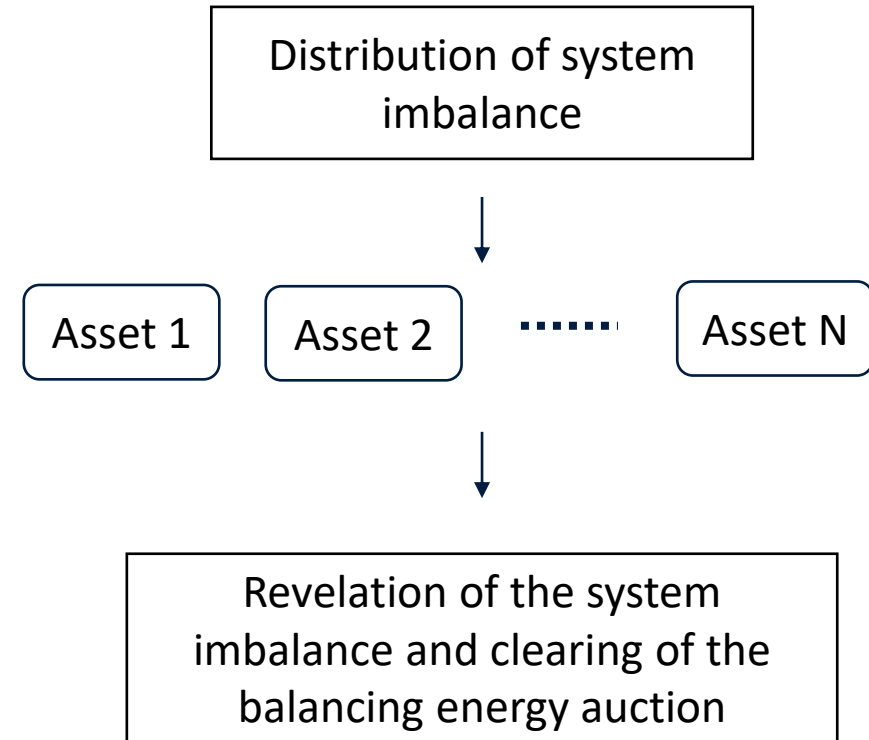 Distribution of system
imbalance
Asset 1
Asset 2
Asset N
Revelation of the system
imbalance and clearing of the
balancing energy auction